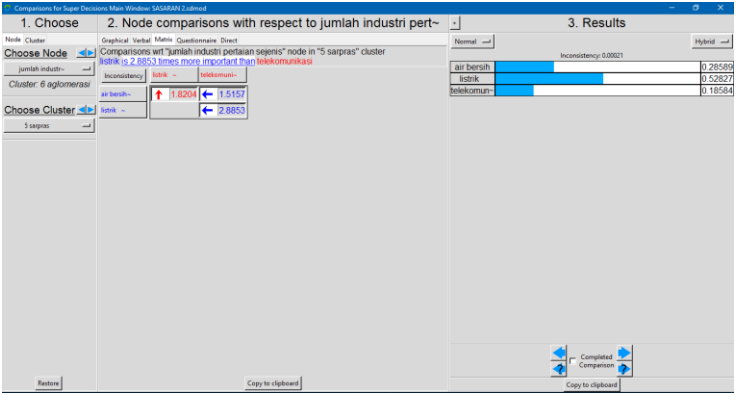 Comparisons for Super Decisions Main Window: SASARAN 2.sdmod
1. Choose
2. Node comparisons with respect to jumlah industri pert~
3. Results
Node Cluster
Choose Node
jumlah industr~
Cluster: 6 aglomerasi
Choose Cluster
5 sarpras
Restore
Graphical Verbal Matrix Questionnaire Direct
Comparisons wrt "jumlah industri pertaian sejenis" node in "5 sarpras" cluster
listrik is 2.8853 times more important than telekomunikasi
Inconsistency listrik ~ telekomuni~
air bersih~ 1.8204 1.5157
listrik ~ 2.8853
Copy to clipboard
Normal Hybrid
Inconsistency: 0.00021
air bersih 0.28589
listrik 0.52827
telekomun~ 0.18584
Completed
Comparison
Copy to clipboard